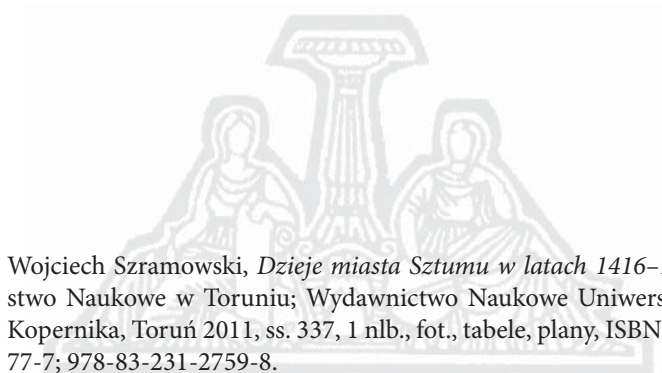 Wojciech Szramowski, Dzieje miasta Sztumu w latach 1416–
stwo Naukowe w Toruniu; Wydawnictwo Naukowe Uniwers
Kopernika, Toruń 2011, ss. 337, 1 nlb., fot., tabele, plany, ISBN
77-7; 978-83-231-2759-8.